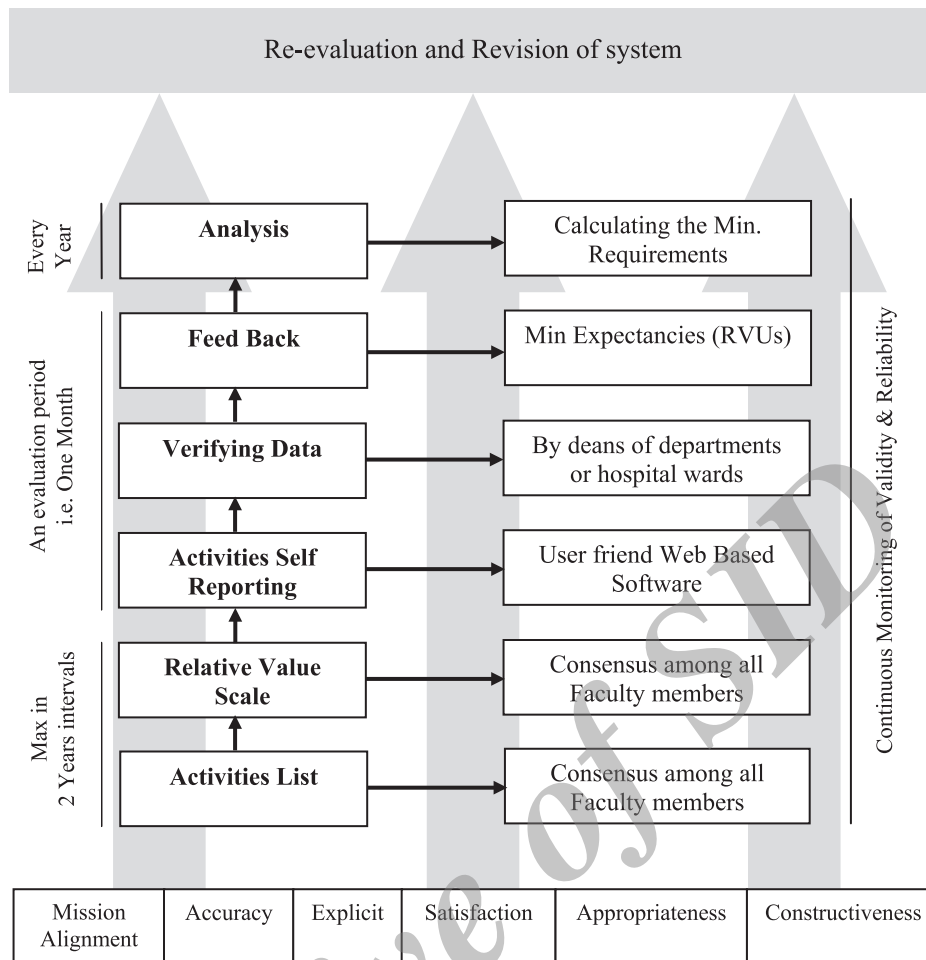 Re-evaluation and Revision of system
Every
Year
Analysis
Calculating the Min.
Requirements
An evaluation period
i.e. One Month
Feed Back
Min Expectancies (RVUs)
Verifying Data
By deans of departments
or hospital wards
Activities Self
Reporting
User friend Web Based
Software
Max in
2 Years intervals
Relative Value
Scale
Consensus among all
Faculty members
Activities List
Consensus among all
Faculty members
Continuous Monitoring of Validity & Reliability
Mission
Alignment
Accuracy
Explicit
Satisfaction
Appropriateness
Constructiveness
ive of SID